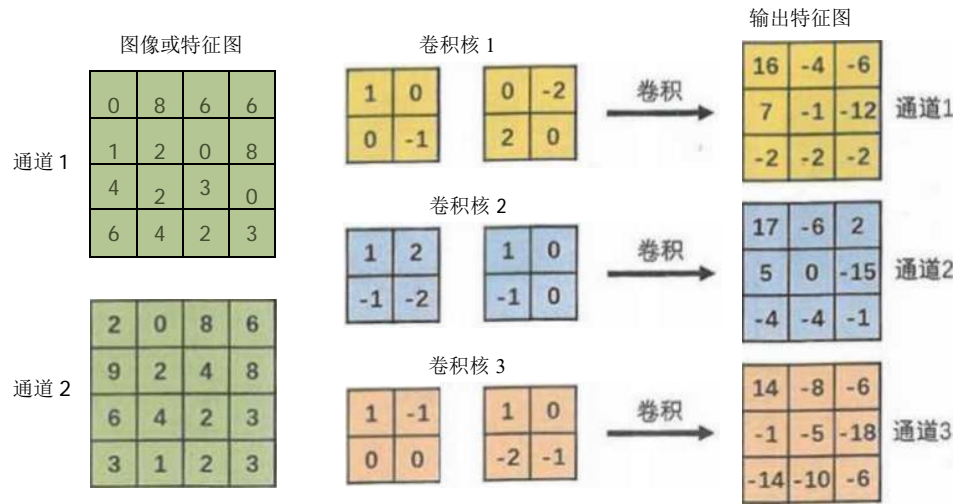 图像或特征图
通道 1
0 8 6 6
1 2 0 8
4 2 3 0
6 4 2 3
通道 2
2 0 8 6
9 2 4 8
6 4 2 3
3 1 2 3
卷积核 1
1 0
0 -1
0 -2
2 0
卷积
卷积核 2
1 2
-1 -2
1 0
-1 0
卷积
卷积核 3
1 -1
0 0
1 0
-2 -1
卷积
输出特征图
16 -4 -6
7 -1 -12
-2 -2 -2
通道1
17 -6 2
5 0 -15
-4 -4 -1
通道2
14 -8 -6
-1 -5 -18
-14 -10 -6
通道3